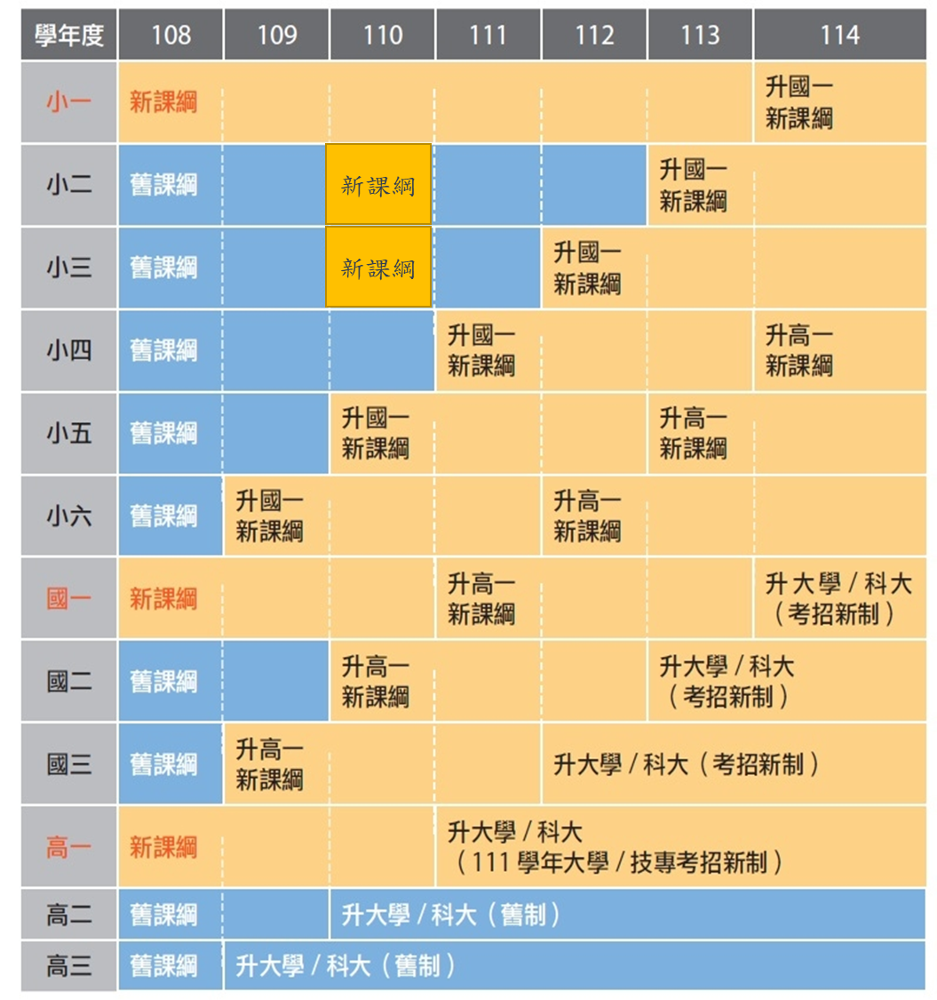 學年度 108 109 110 111 112 113 114
小一 新課綱 升國一
新課綱
小二 舊課綱 新課綱 升國一
新課綱
小三 舊課綱 新課綱 升國一
新課綱
小四 舊課綱 升國一 升高一
新課綱 新課綱
小五 舊課綱 升國一 升高一
新課綱 新課綱
小六 舊課綱 升國一 升高一
新課綱 新課綱
國一 新課綱 升高一 升大學/科大
新課綱 (考招新制)
國二 舊課綱 升高一 升大學/科大
新課綱 (考招新制)
國三 舊課綱 升高一 升大學/科大(考招新制)
新課綱
高一 新課綱 升大學/科大
(111學年大學/技專考招新制)
高二 舊課綱 升大學/科大(舊制)
高三 舊課綱 升大學/科大(舊制)